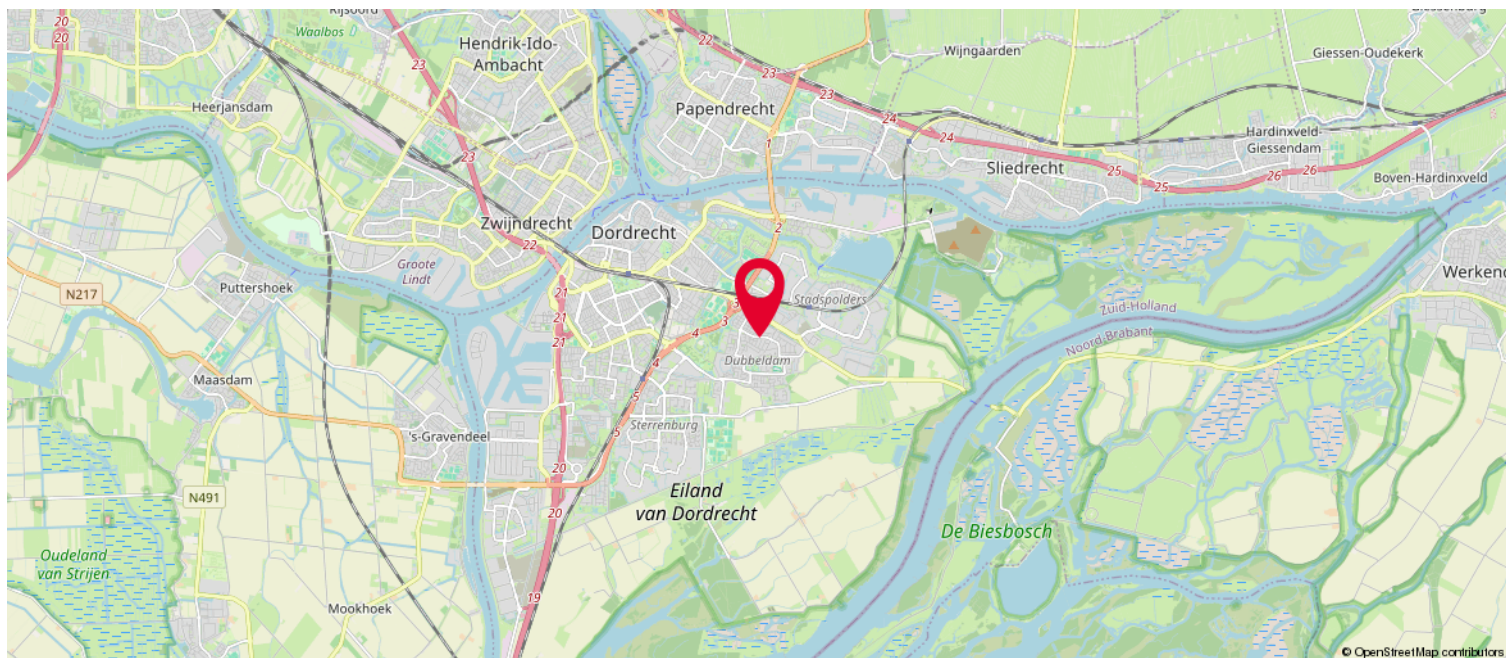 20
20
Rijsoord
Waalbos
Hendrik-Ido-
Ambacht
22
Wijngaarden
Giessen-Oudekerk
23
23
23
Heerjansdam
Papendrecht
24
24
Hardinxveld-
Giessendam
1
23
Sliedrecht
25
25
26
26
Boven-Hardinxveld
Zwijndrecht
Dordrecht
2
22
Groote
Lindt
Werkend
N217
Puttershoek
21
21
21
3
3
4
4
Stadspolders
Zuid-Holland
Noord-Brabant
Dubbeldam
Maasdam
5
5
Sterrenburg
's-Gravendeel
20
20
N491
Eiland
van Dordrecht
De Biesbosch
Oudeland
van Strijen
Mookhoek
19
© OpenStreetMap contributors